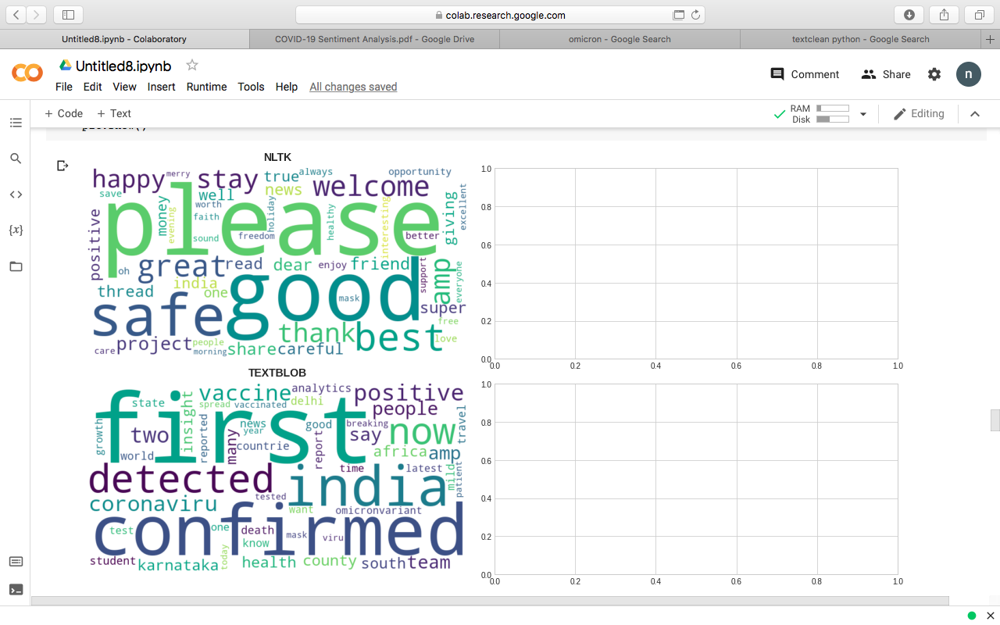 colab.research.google.com
Untitled8.ipynb - Colaboratory
COVID-19 Sentiment Analysis.pdf - Google Drive
omicron - Google Search
textclean python - Google Search
Untitled8.ipynb
File Edit View Insert Runtime Tools Help All changes saved
Comment
Share
n
+ Code + Text
RAM
Disk
Editing
{x}
NLTK
happy merry stay true always opportunity
save well news welcome
please
positive money evening worth faith sound freedom holiday healthy interesting better giving excellent
oh great read dear enjoy friend support amp everyone
thread india one good mask super
safe thank best free love
care project people morning share careful
1.0
0.8
0.6
0.4
0.2
0.0
0.0 0.2 0.4 0.6 0.8 1.0
TEXTBLOB
vaccine analytics positive
state insight spread vaccinated delhi people
first
growth two reported many news year good breaking say now travel
world countrie report africa amp
detected time latest mild patient
india
coronaviru tested want omicronvariant
confirmed
test one death know mask viru
student karnataka today health county south team
1.0
0.8
0.6
0.4
0.2
0.0
0.0 0.2 0.4 0.6 0.8 1.0